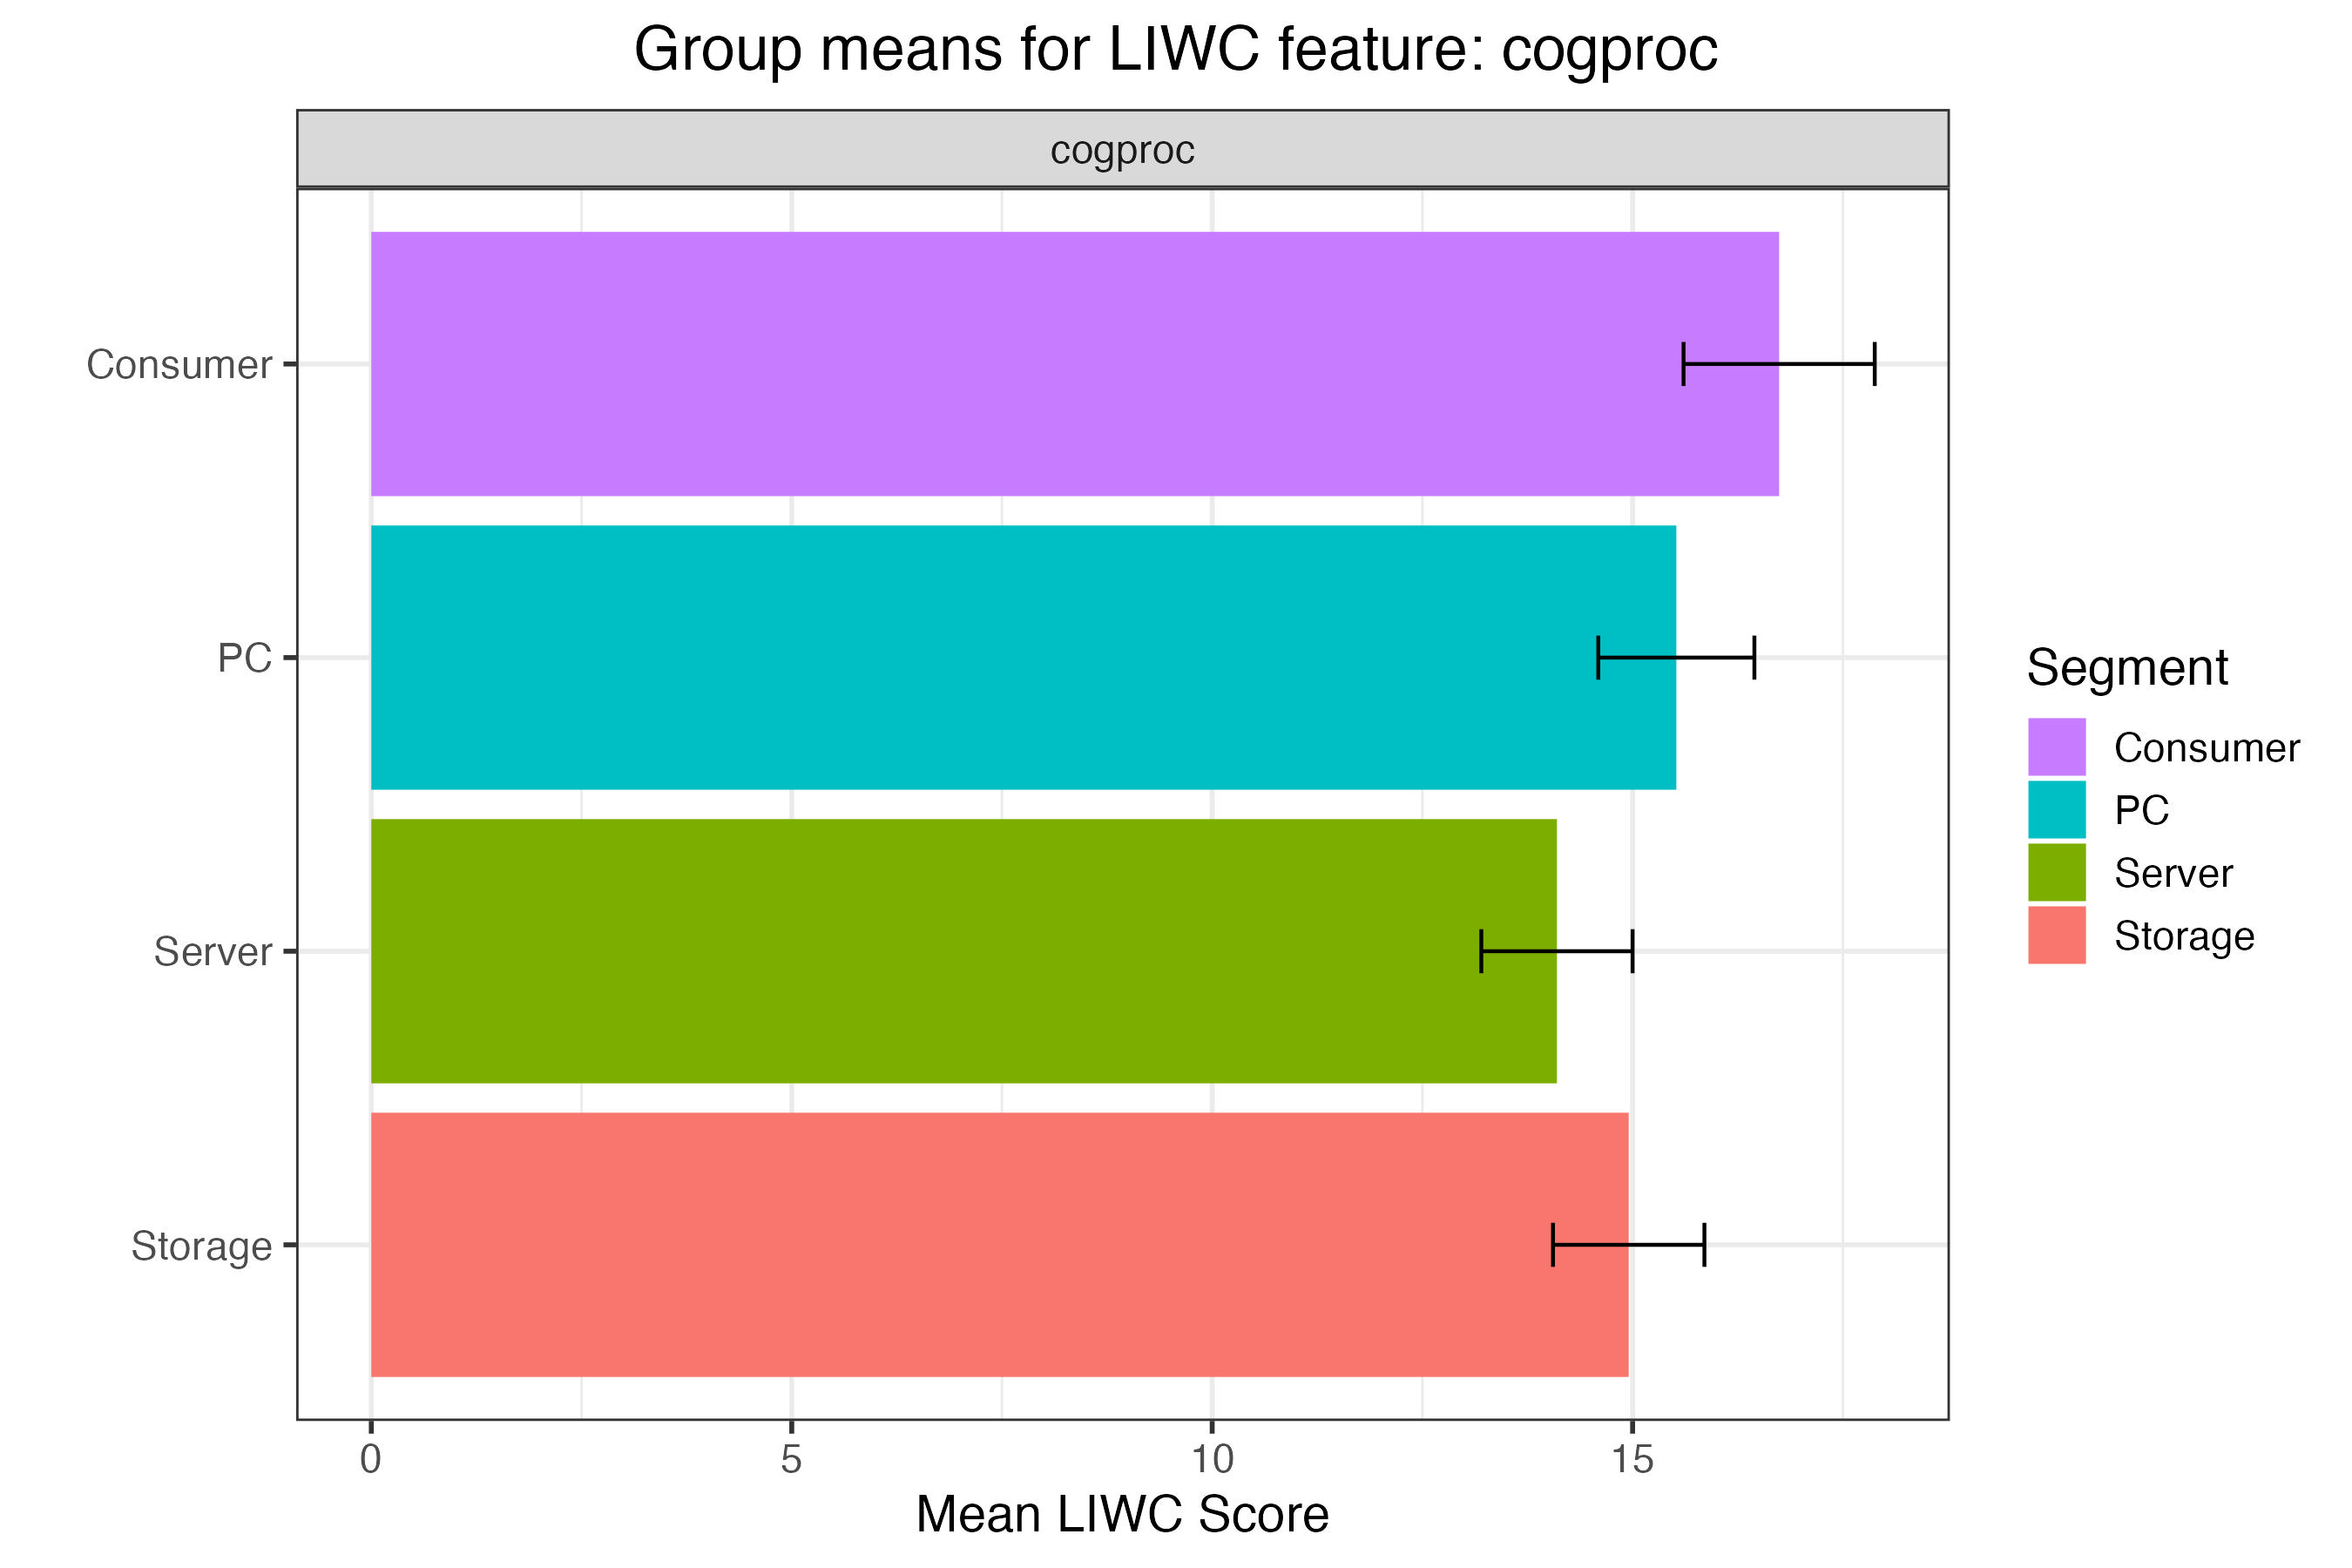 Group means for LIWC feature: cogproc
cogproc
Consumer
PC
Server
Storage
0 5 10 15
Mean LIWC Score
Segment
Consumer
PC
Server
Storage